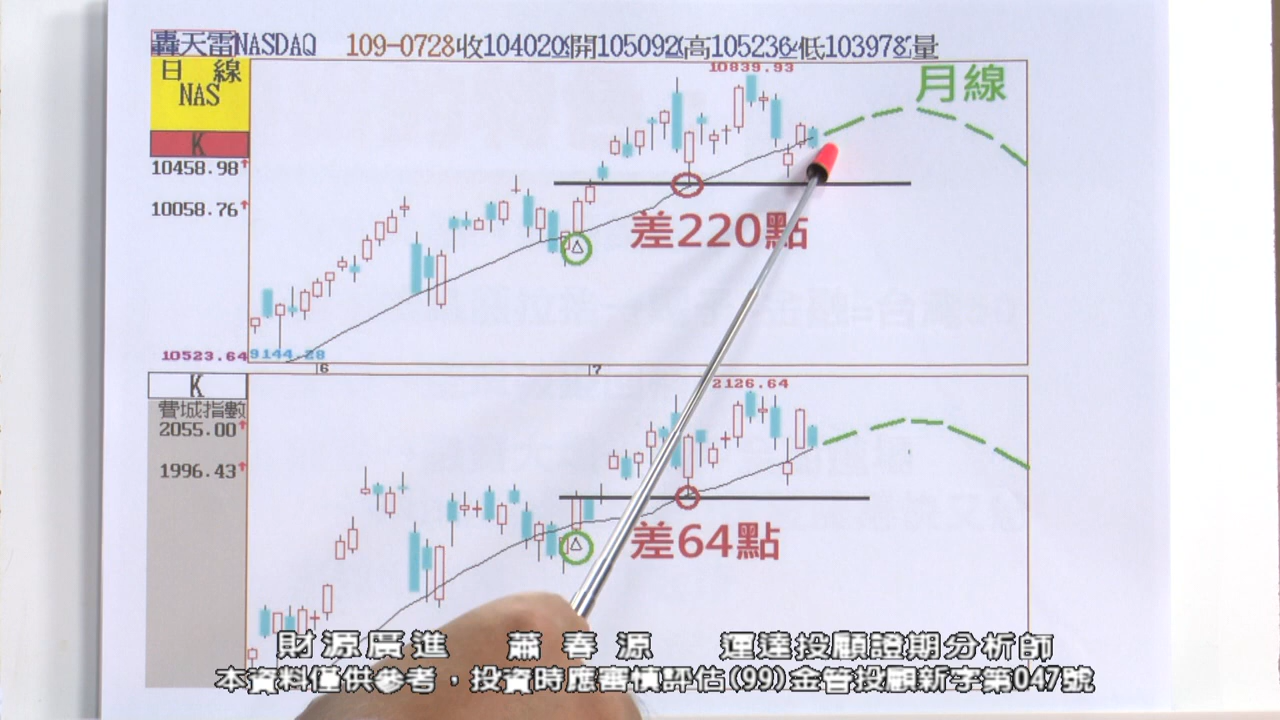 轟天雷NASDAQ 109-0728收104020開105092高105236低103978量
日 線
NAS
K
10458.98↑
10058.76↑
10523.64
9144.28
10839.93
月線
差220點
6
7
K
費城指數
2055.00↑
1996.43↑
2126.64
差64點
財源廣進 蕭春源 運達投顧證期分析師
本資料僅供參考，投資時應審慎評估(99)金管投顧新字第047號